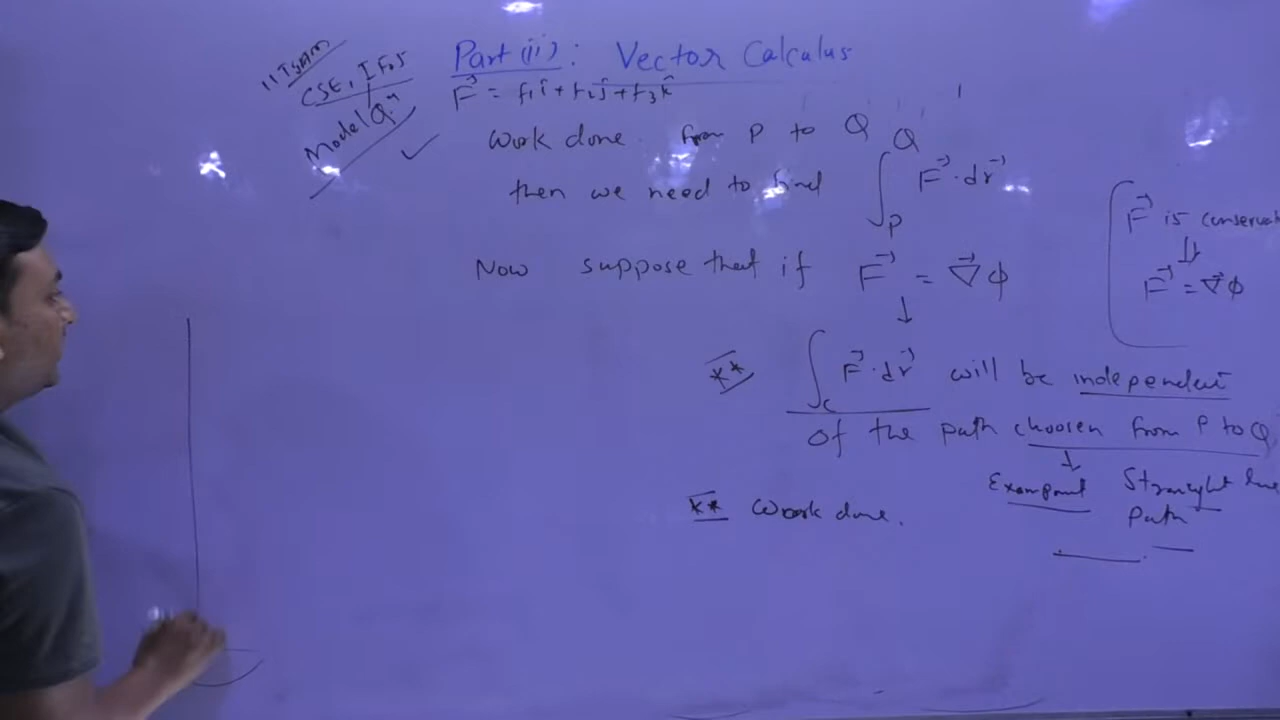 Part (ii) : Vector Calculus
IITJAM
CSE, IFoS
Model Qn
F⃗ = f₁î + f₂ĵ + f₃k̂
Work done from P to Q
then we need to find ∫_P^Q F⃗·dr⃗
Now suppose that if F⃗ = ∇⃗ϕ
F⃗ is conservat
⇓
F⃗ = ∇⃗ϕ
↓
** ∫_C F⃗·dr⃗ will be independent
of the path choosen from P to Q
↓
Straight line
Path
** Work done.